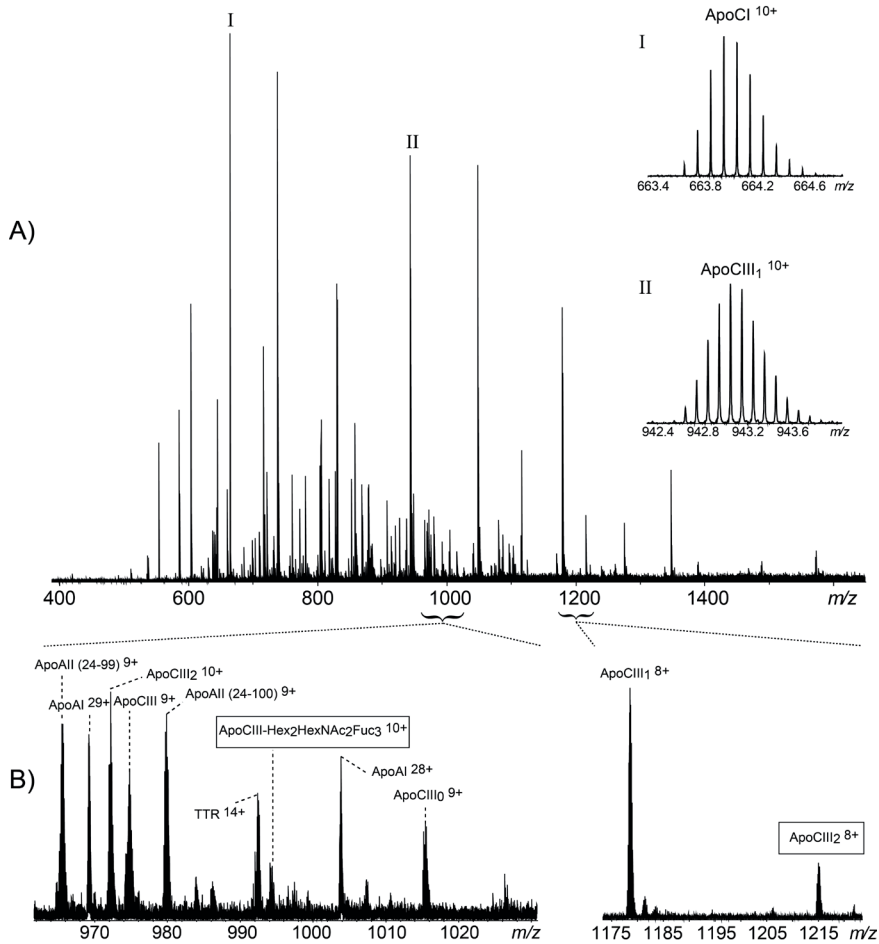 I
ApoCI 10+
I
663.4 663.8 664.2 664.6 m/z
II
A)
ApoCIII1 10+
II
942.4 942.8 943.2 943.6 m/z
400 600 800 1000 1200 1400 m/z
ApoAII (24-99) 9+
ApoCIII2 10+
ApoAI 29+ ApoCIII 9+ ApoAII (24-100) 9+
ApoCIII-Hex2HexNAc2Fuc3 10+
ApoAI 28+
ApoCIII0 9+
TTR 14+
B)
970 980 990 1000 1010 1020 m/z
ApoCIII1 8+
ApoCIII2 8+
1175 1185 1195 1205 1215 m/z